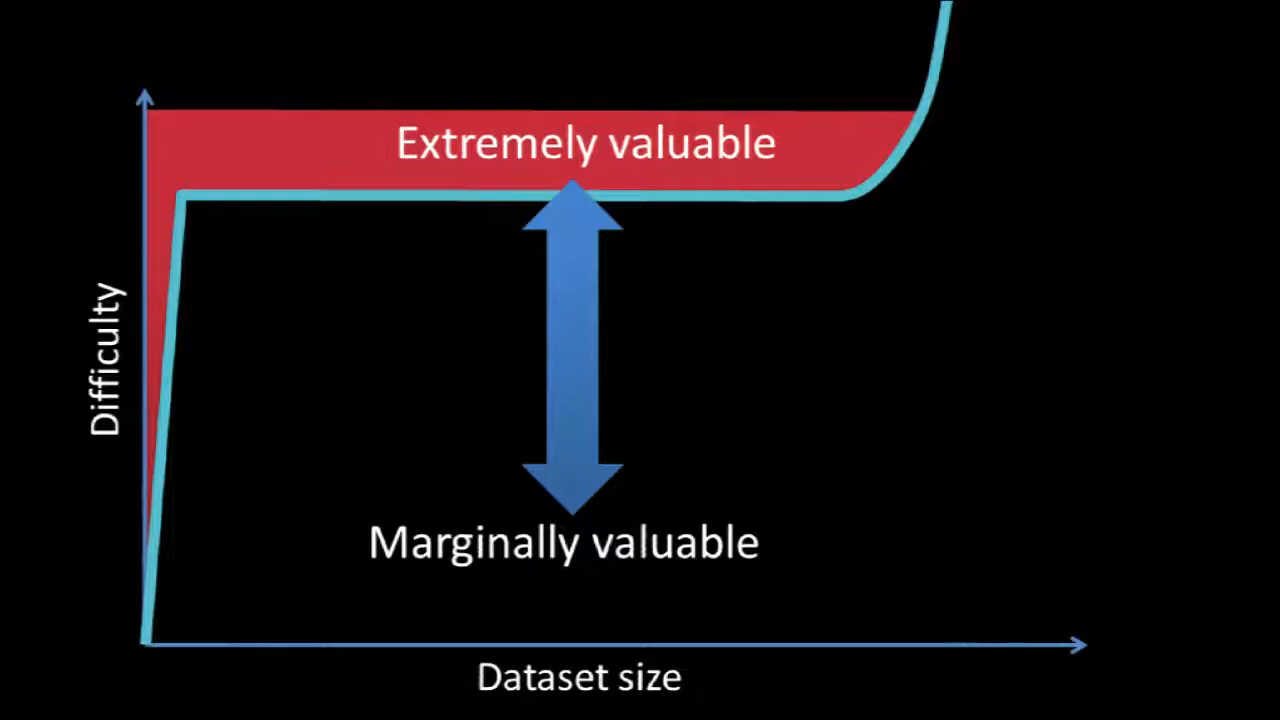 Extremely valuable
Difficulty
Marginally valuable
Dataset size